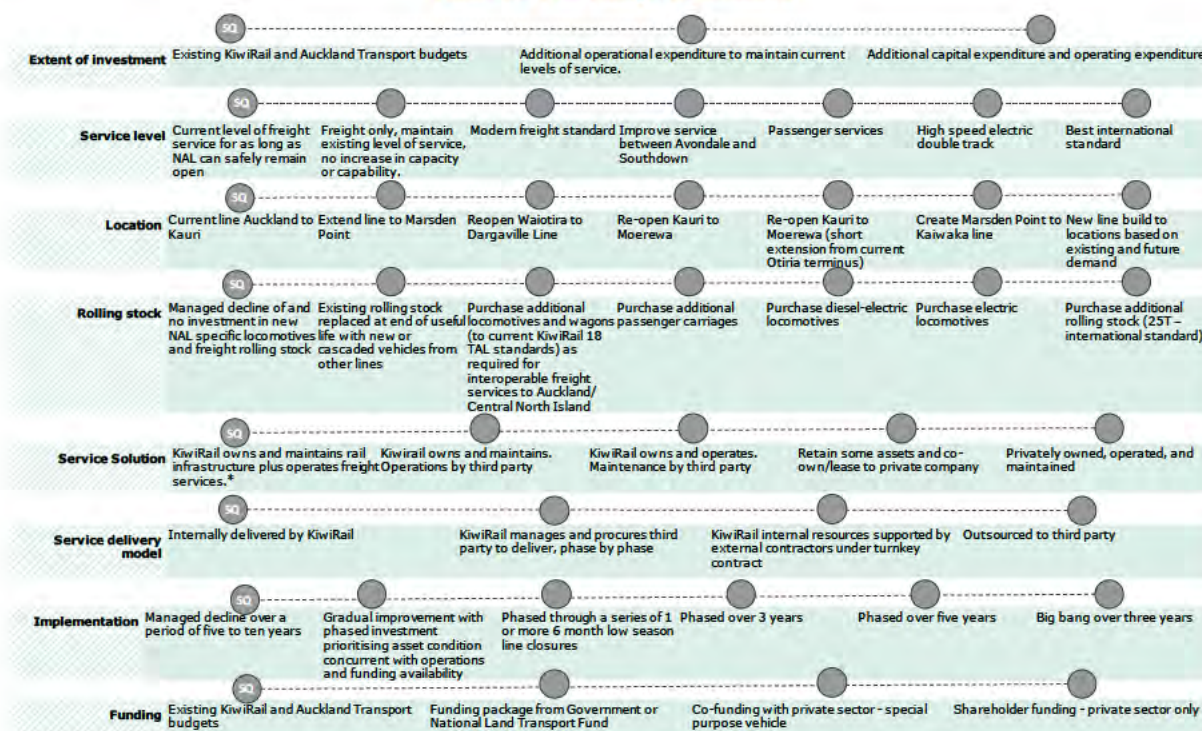 SQ
Extent of investment
Existing KiwiRail and Auckland Transport budgets
Additional operational expenditure to maintain current
levels of service.
Additional capital expenditure and operating expenditure
SQ
Service level
Current level of freight
service for as long as
NAL can safely remain
open
Freight only, maintain
existing level of service,
no increase in capacity
or capability.
Modern freight standard
Improve service
between Avondale and
Southdown
Passenger services
High speed electric
double track
Best international
standard
SQ
Location
Current line Auckland to
Kauri
Extend line to Marsden
Point
Reopen Waiotira to
Dargaville Line
Re-open Kauri to
Moerewa
Re-open Kauri to
Moerewa (short
extension from current
Otiria terminus)
Create Marsden Point to
Kaiwaka line
New line build to
locations based on
existing and future
demand
SQ
Rolling stock
Managed decline of and
no investment in new
NAL specific locomotives
and freight rolling stock
Existing rolling stock
replaced at end of useful
life with new or
cascaded vehicles from
other lines
Purchase additional
locomotives and wagons
(to current KiwiRail 18
TAL standards) as
required for
interoperable freight
services to Auckland/
Central North Island
Purchase additional
passenger carriages
Purchase diesel-electric
locomotives
Purchase electric
locomotives
Purchase additional
rolling stock (25T –
international standard)
SQ
Service Solution
KiwiRail owns and maintains rail
infrastructure plus operates freight
services.*
Kiwirail owns and maintains.
Operations by third party
KiwiRail owns and operates.
Maintenance by third party
Retain some assets and co-
own/lease to private company
Privately owned, operated, and
maintained
SQ
Service delivery
model
Internally delivered by KiwiRail
KiwiRail manages and procures third
party to deliver, phase by phase
KiwiRail internal resources supported by
external contractors under turnkey
contract
Outsourced to third party
SQ
Implementation
Managed decline over a
period of five to ten years
Gradual improvement with
phased investment
prioritising asset condition
concurrent with operations
and funding availability
Phased through a series of 1
or more 6 month low season
line closures
Phased over 3 years
Phased over five years
Big bang over three years
SQ
Funding
Existing KiwiRail and Auckland Transport
budgets
Funding package from Government or
National Land Transport Fund
Co-funding with private sector - special
purpose vehicle
Shareholder funding - private sector only